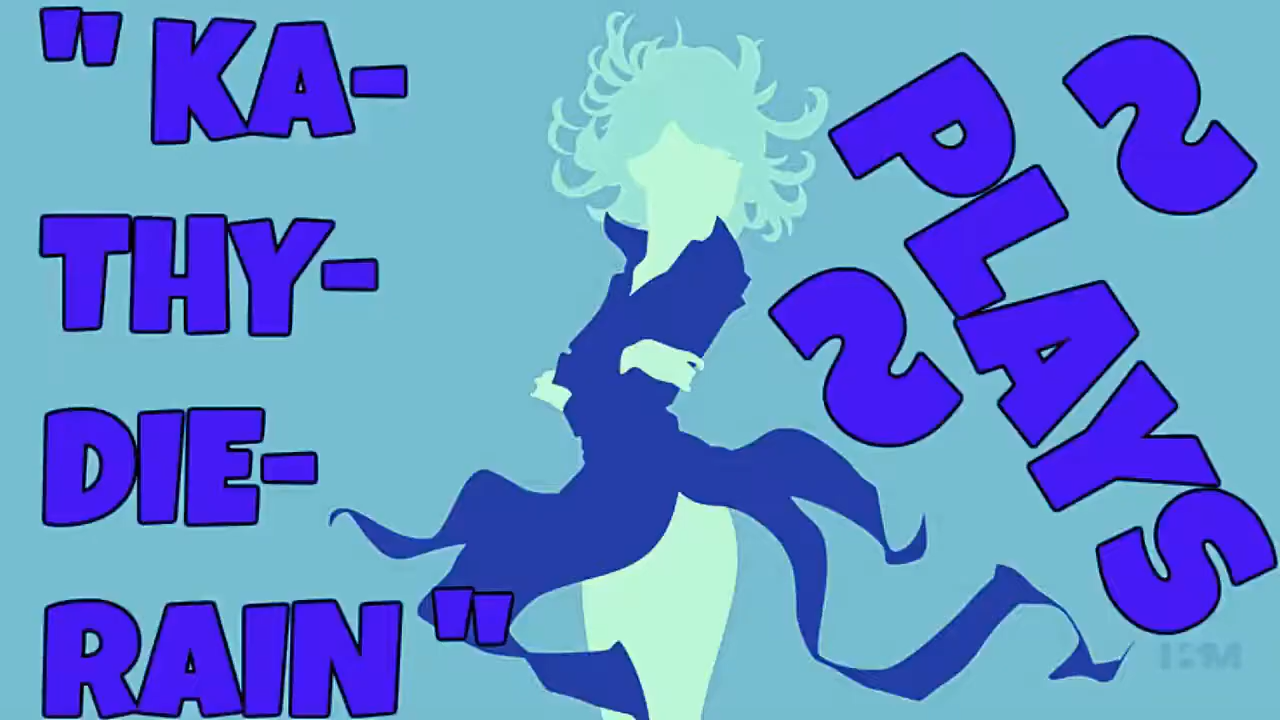 "KA-
THY-
DIE-
RAIN"
S
PLAYS
S